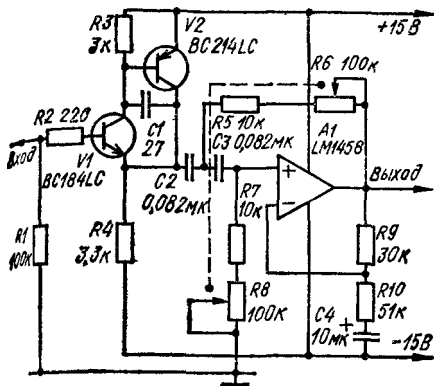 R3
3к
V2
BC214LC
+15В
R6 100к
R2 220
C1
27
R5 10к
C3 0,082мк
A1
LM1458
Вход
V1
BC184LC
C2
0,082мк
R7
10к
Выход
R1
100к
R4
3,3к
R9
30к
R8
100к
R10
51к
C4
10мк
+
−
+
−15В